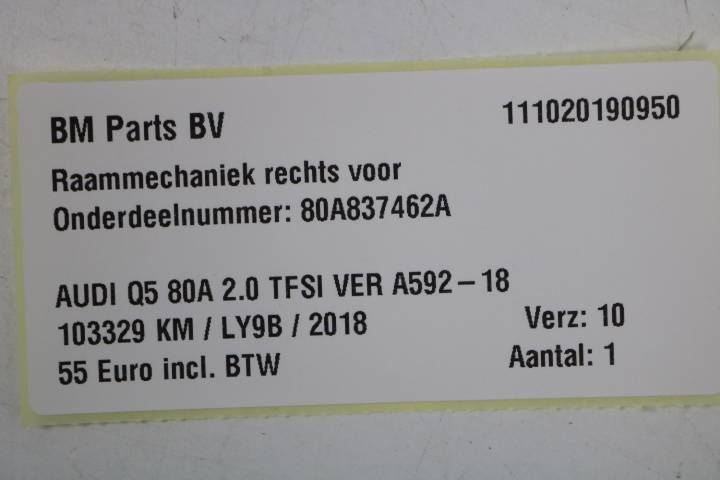 BM Parts BV 111020190950
Raammechaniek rechts voor
Onderdeelnummer: 80A837462A
AUDI Q5 80A 2.0 TFSI VER A592-18
103329 KM / LY9B / 2018 Verz: 10
55 Euro incl. BTW Aantal: 1